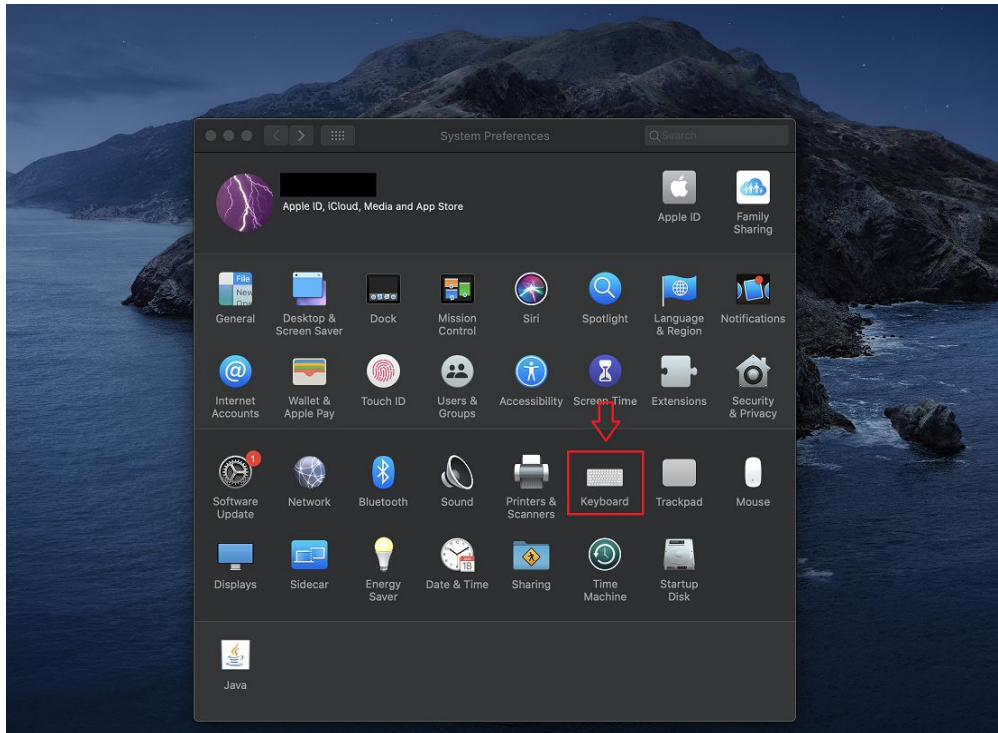 System Preferences
Search
Apple ID, iCloud, Media and App Store
Apple ID
Family
Sharing
File
New
General
Desktop &
Screen Saver
Dock
Mission
Control
Siri
Spotlight
Language
& Region
Notifications
@
Internet
Accounts
Wallet &
Apple Pay
Touch ID
Users &
Groups
Accessibility
Screen Time
Extensions
Security
& Privacy
1
Software
Update
Network
Bluetooth
Sound
Printers &
Scanners
Keyboard
Trackpad
Mouse
Displays
Sidecar
Energy
Saver
18
Date & Time
Sharing
Time
Machine
Startup
Disk
Java